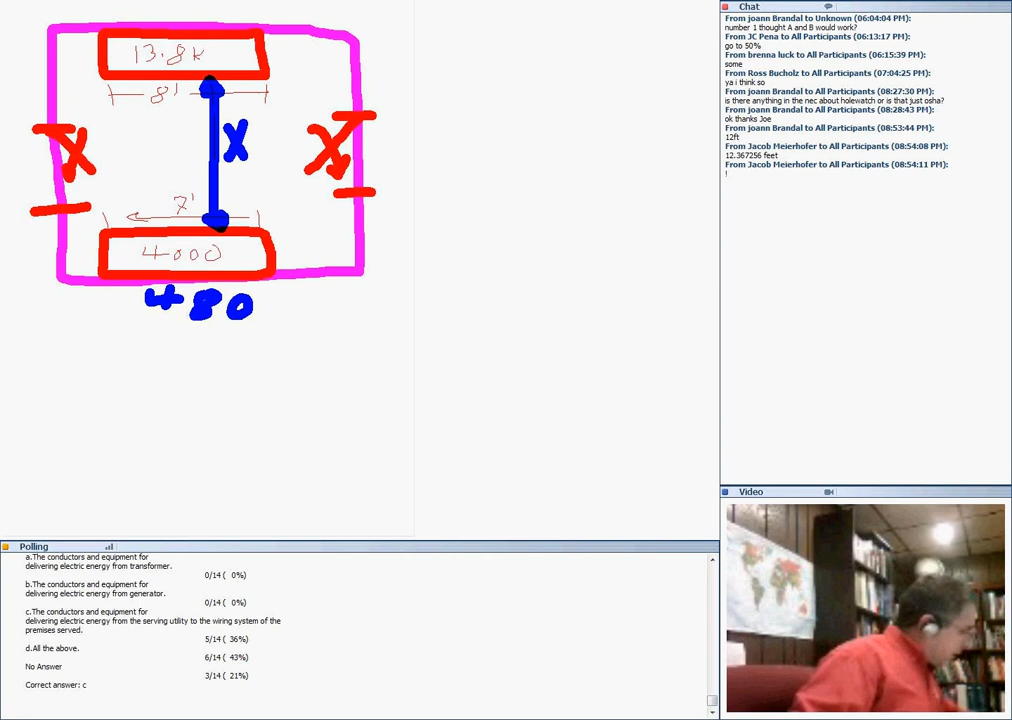 13.8k
8'
X
X
X
7'
4000
480
Chat
From joann Brandal to Unknown (06:04:04 PM):
number 1 thought A and B would work?
From JC Pena to All Participants (06:13:17 PM):
go to 50%
From brenna luck to All Participants (06:15:39 PM):
some
From Ross Bucholz to All Participants (07:04:25 PM):
ya i think so
From joann Brandal to All Participants (08:27:30 PM):
is there anything in the nec about holewatch or is that just osha?
From joann Brandal to All Participants (08:28:43 PM):
ok thanks Joe
From joann Brandal to All Participants (08:53:44 PM):
12ft
From Jacob Meierhofer to All Participants (08:54:08 PM):
12.367256 feet
From Jacob Meierhofer to All Participants (08:54:11 PM):
!
Video
Polling
a.The conductors and equipment for
delivering electric energy from transformer.
0/14 ( 0%)
b.The conductors and equipment for
delivering electric energy from generator.
0/14 ( 0%)
c.The conductors and equipment for
delivering electric energy from the serving utility to the wiring system of the
premises served.
5/14 ( 36%)
d.All the above.
6/14 ( 43%)
No Answer
3/14 ( 21%)
Correct answer: c